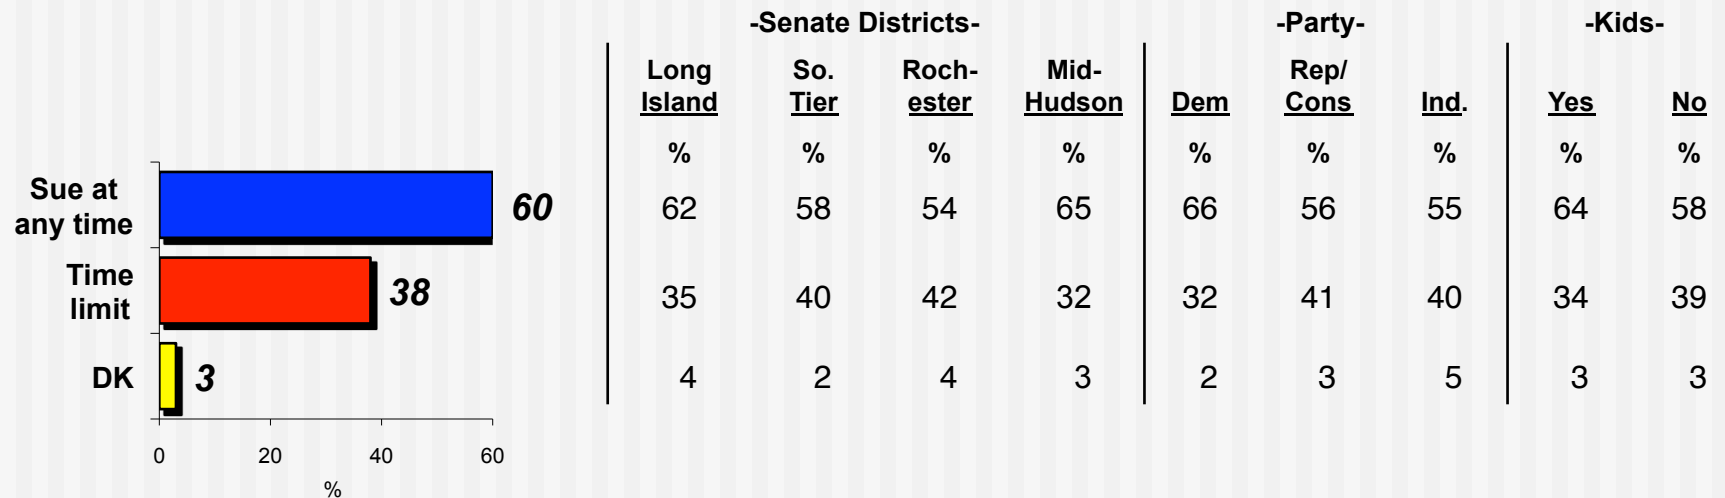 -Senate Districts- -Party- -Kids-
Long So. Roch- Mid- Rep/
Island Tier ester Hudson Dem Cons Ind. Yes No
% % % % % % % % %
Sue at
any time 60 62 58 54 65 66 56 55 64 58
Time
limit 38 35 40 42 32 32 41 40 34 39
DK 3 4 2 4 3 2 3 5 3 3
0 20 40 60
%